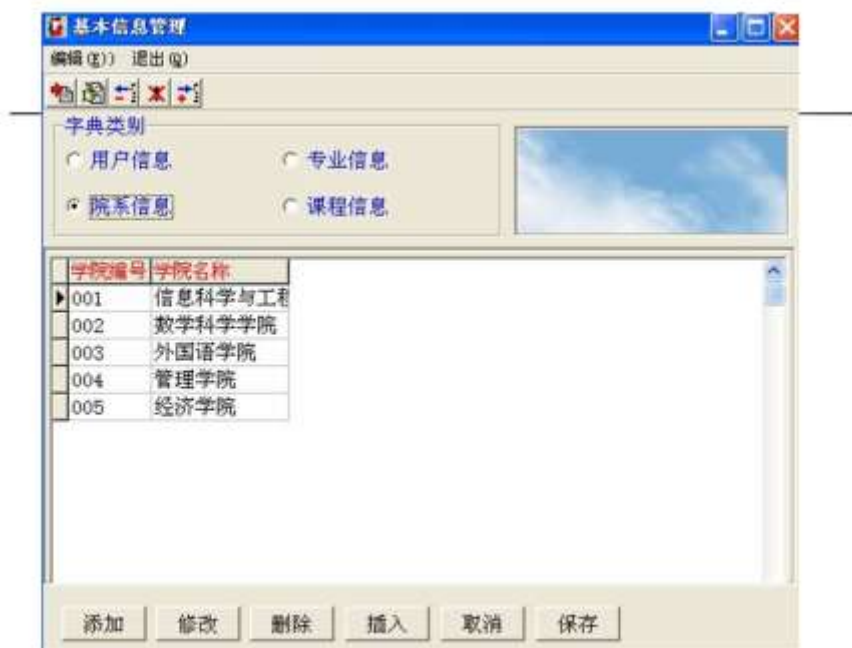 基本信息管理
编辑(E)) 退出(Q)
字典类别
用户信息 专业信息
院系信息 课程信息
学院编号 学院名称
001 信息科学与工程
002 数学科学学院
003 外国语学院
004 管理学院
005 经济学院
添加 修改 删除 插入 取消 保存